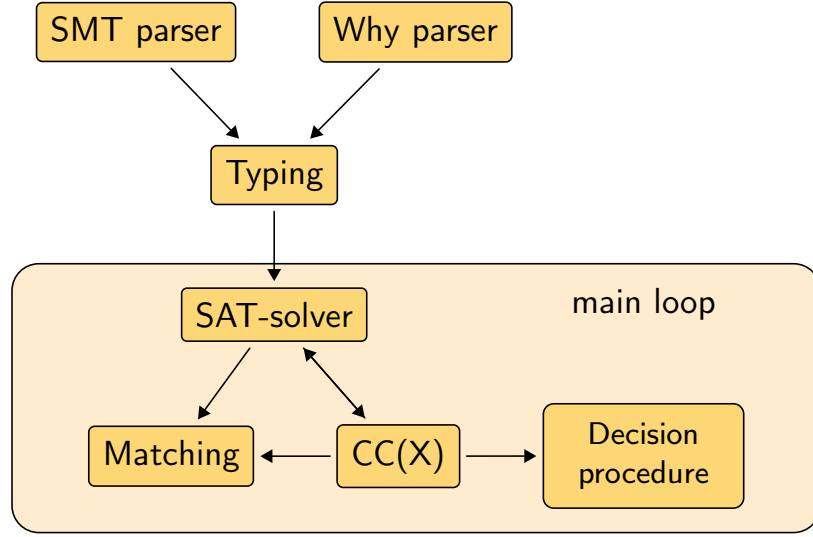 SMT parser
Why parser
Typing
SAT-solver
main loop
Matching
CC(X)
Decision
procedure